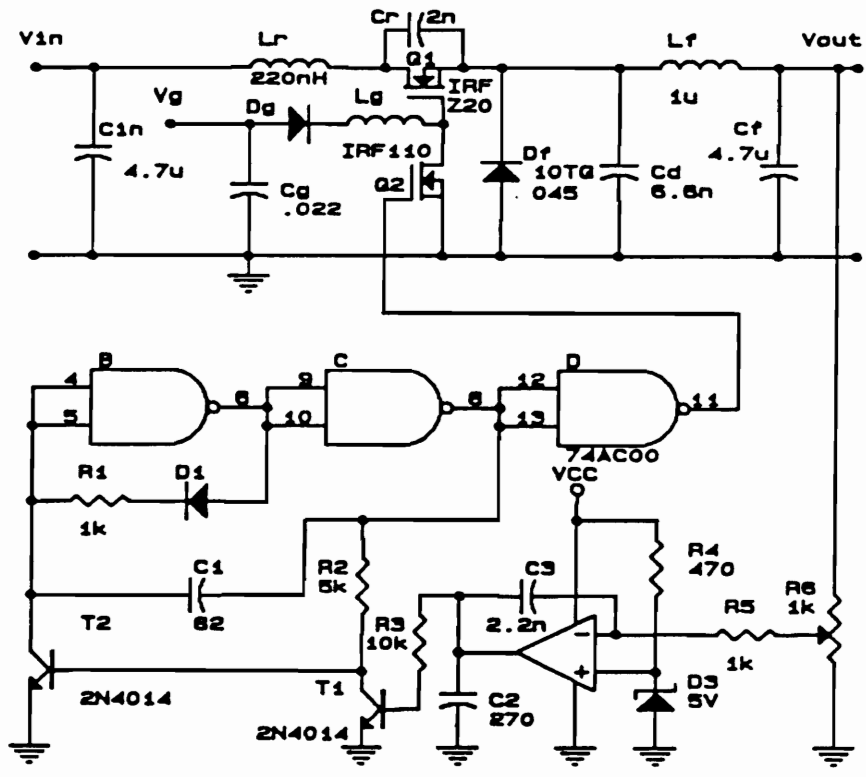 Cr 2n
Vin
Lr
Q1
Lf
Vout
220nH
IRF
Z20
1u
Vg
Dg
Lg
Cin
4.7u
IRF110
Q2
Cg
.022
Df
10TQ
045
Cd
6.6n
Cf
4.7u
B
C
D
4
5
6
9
10
8
12
13
11
74AC00
VCC
R1
1k
D1
C1
62
R2
5k
R3
10k
C3
2.2n
R4
470
R5
1k
R6
1k
T2
2N4014
T1
2N4014
C2
270
-
+
D3
5V